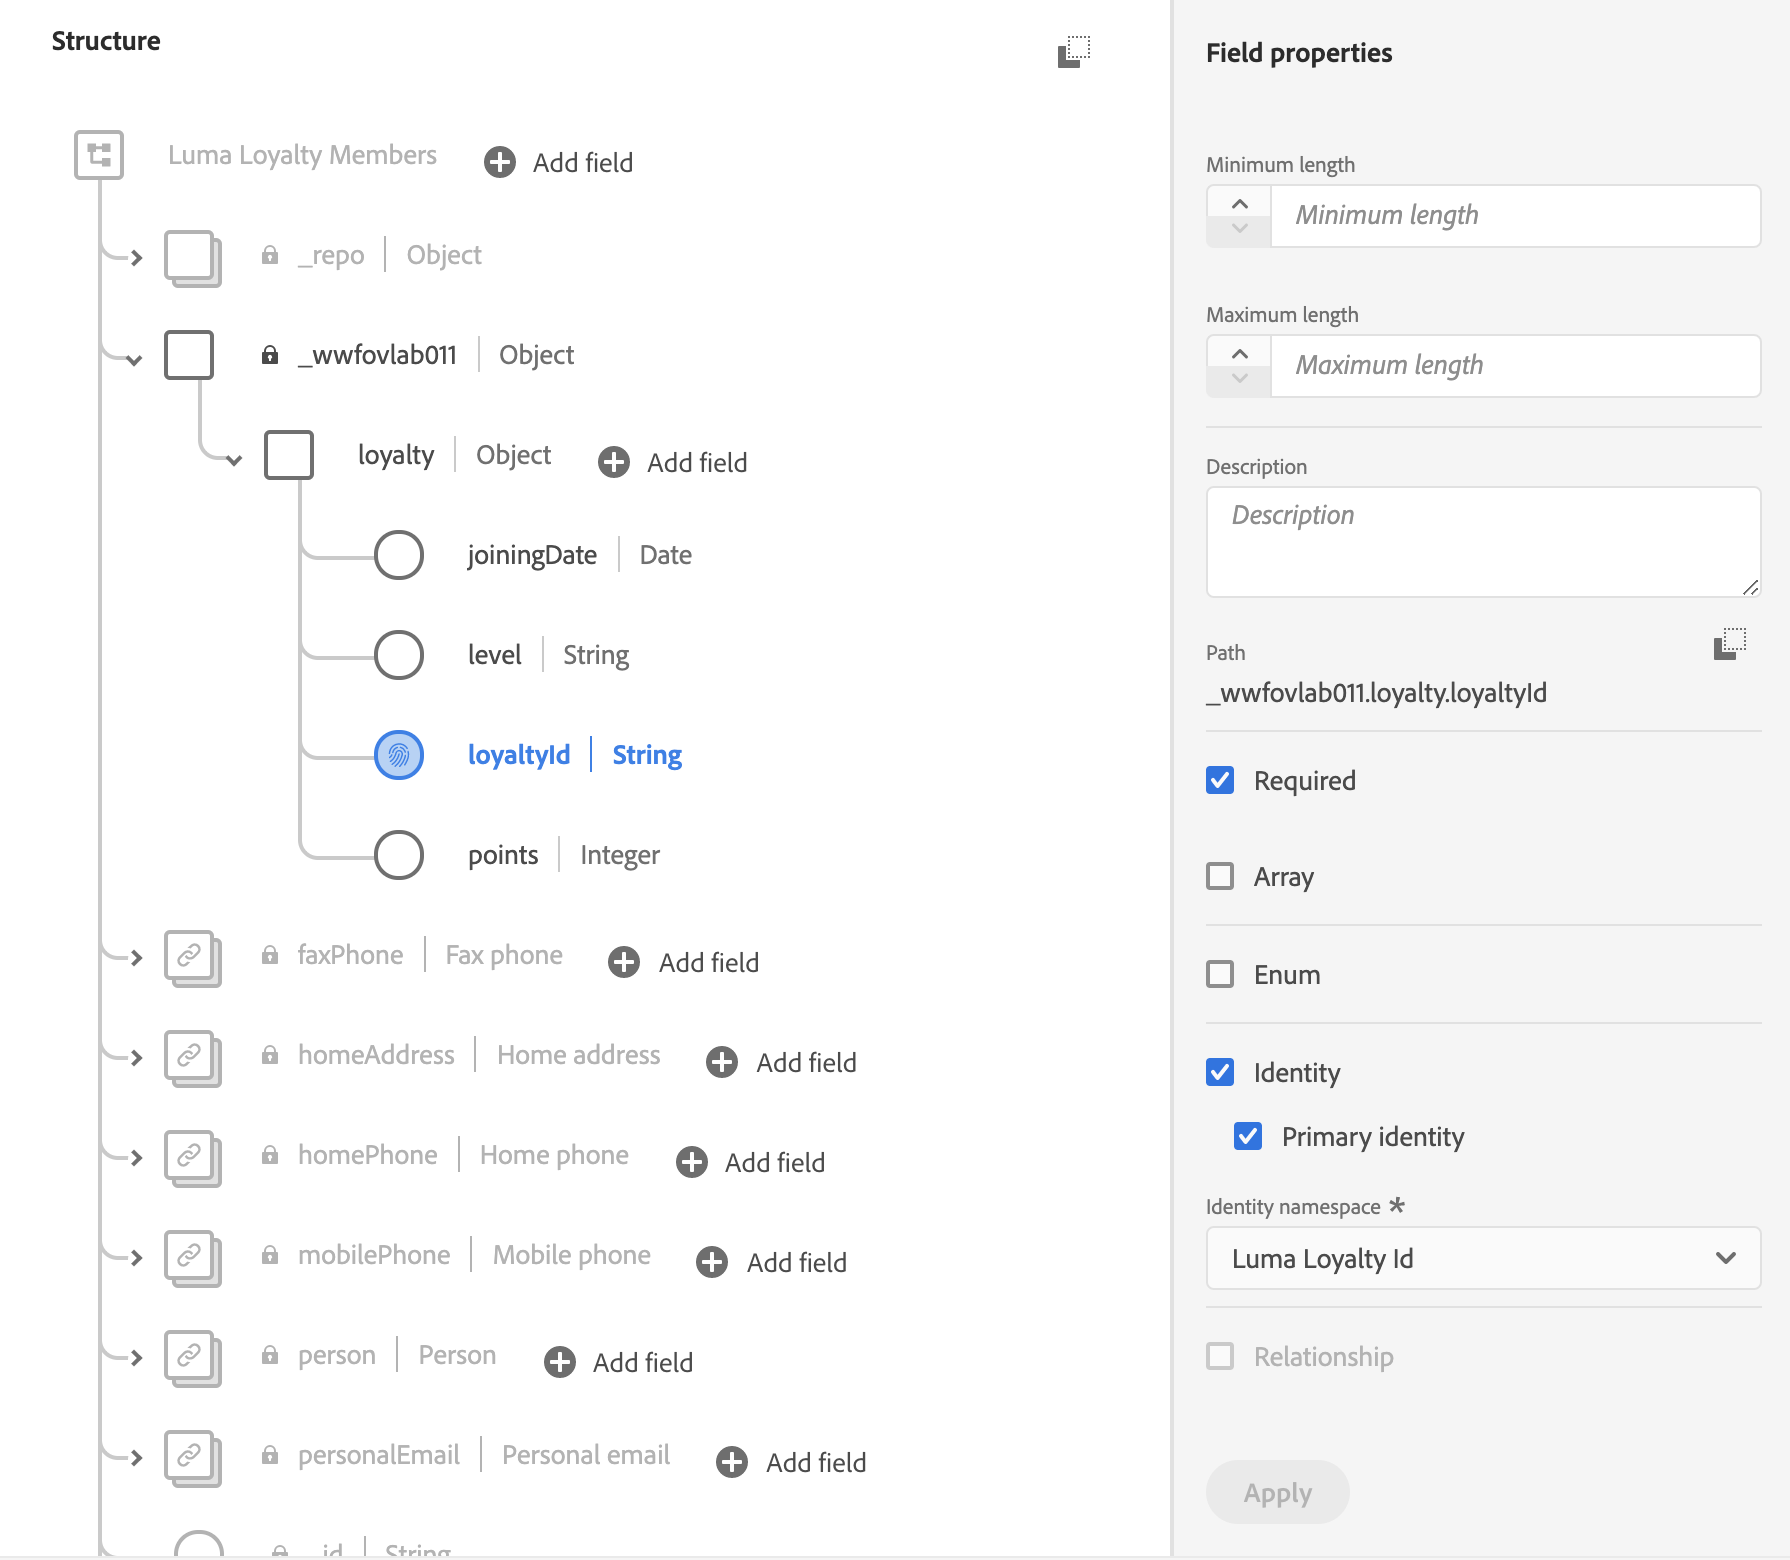 Structure
Luma Loyalty Members Add field
_repo Object
_wwfovlab011 Object
loyalty Object Add field
joiningDate Date
level String
loyaltyId String
points Integer
faxPhone Fax phone Add field
homeAddress Home address Add field
homePhone Home phone Add field
mobilePhone Mobile phone Add field
person Person Add field
personalEmail Personal email Add field
_id String
Field properties
Minimum length
Minimum length
Maximum length
Maximum length
Description
Description
Path
_wwfovlab011.loyalty.loyaltyId
Required
Array
Enum
Identity
Primary identity
Identity namespace *
Luma Loyalty Id
Relationship
Apply